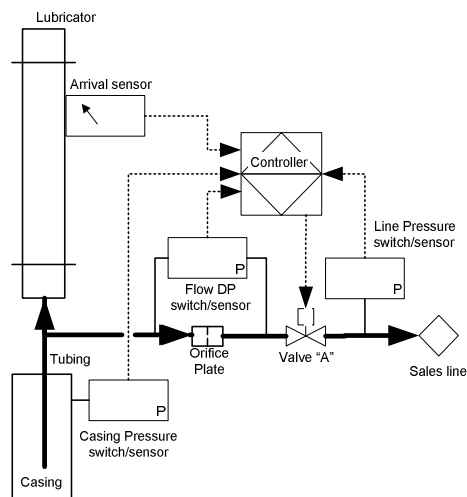 Lubricator
Arrival sensor
Controller
Line Pressure
switch/sensor
P
P
Flow DP
switch/sensor
Orifice
Plate
Valve “A”
Sales line
Tubing
P
Casing Pressure
switch/sensor
Casing